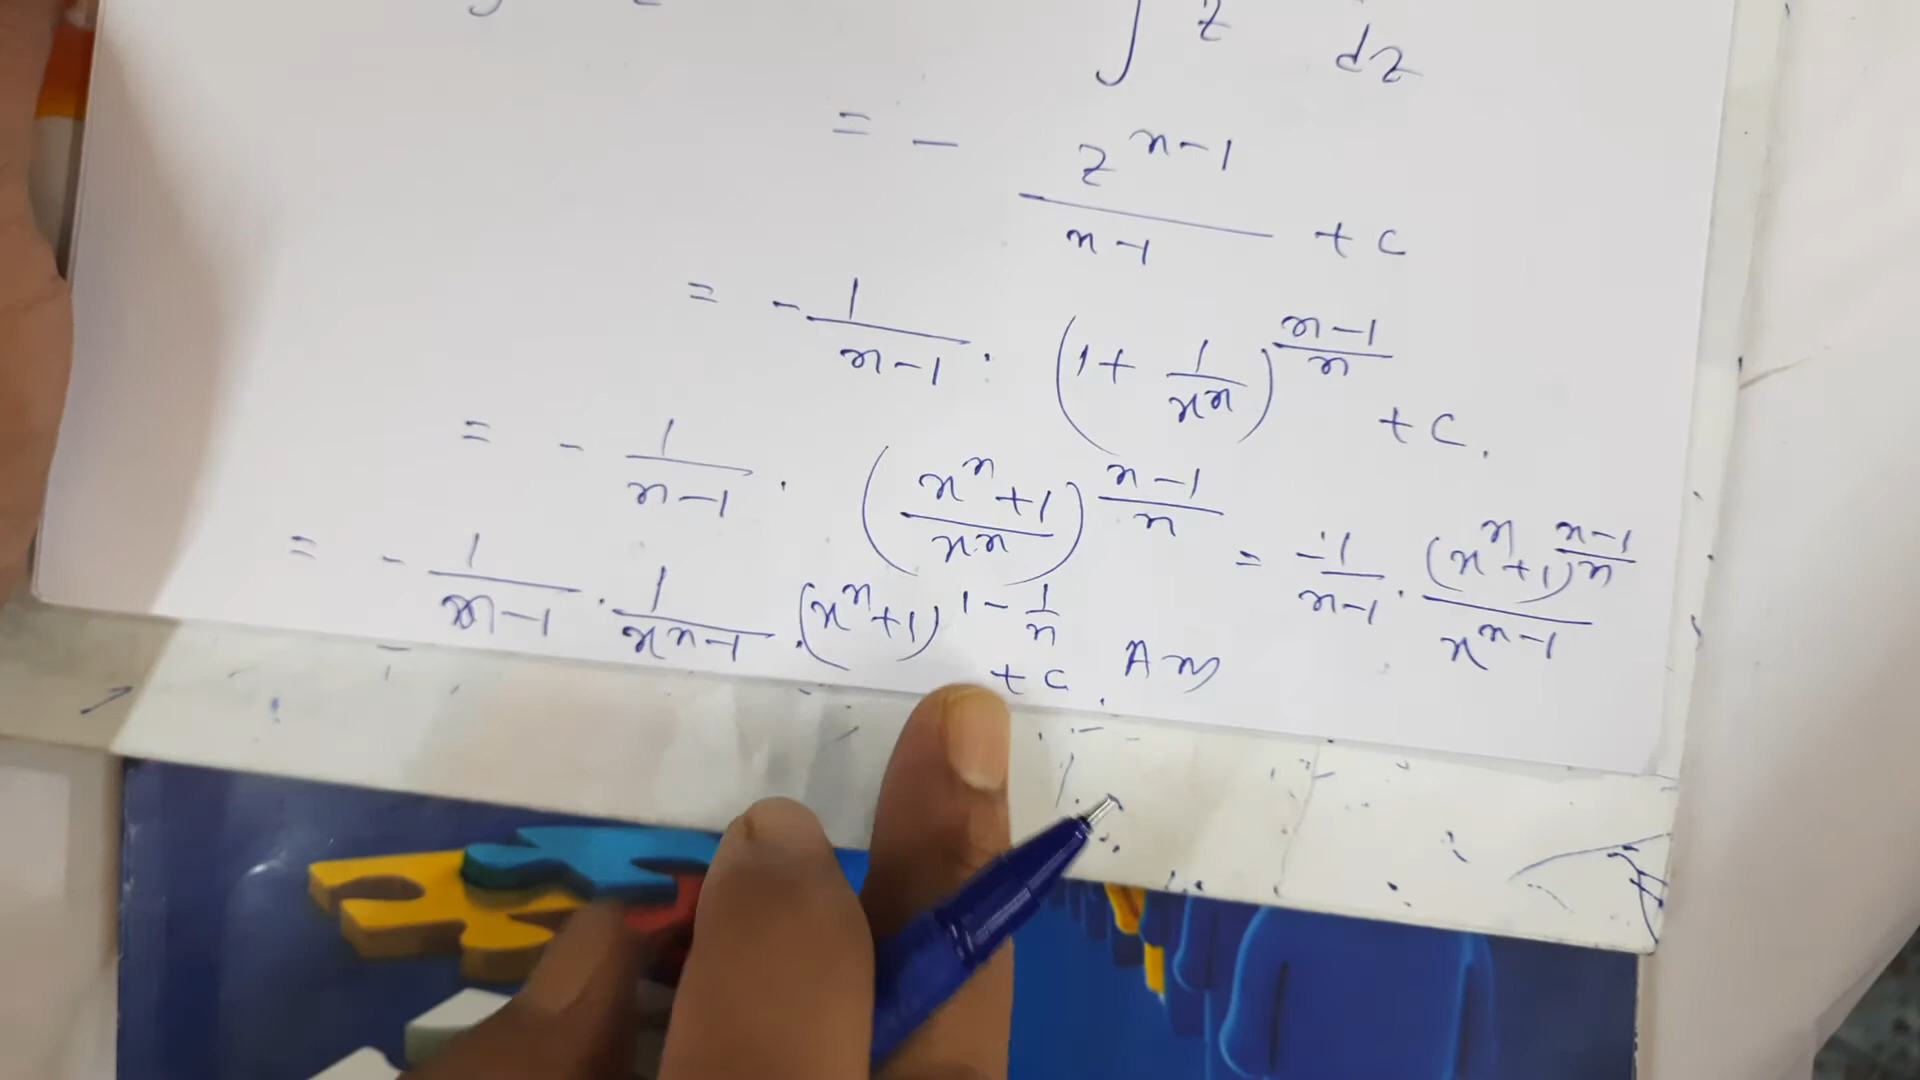 ∫ z dz
= - z^(n-1) / (n-1) + c
= - 1/(n-1) . (1 + 1/x^n)^((n-1)/n) + c.
= - 1/(n-1) . ((x^n+1)/x^n)^((n-1)/n) = -1/(n-1) . (x^n+1)^((n-1)/n) / x^(n-1)
= - 1/(n-1) . 1/x^(n-1) . (x^n+1)^(1-1/n)
+ c . Ans